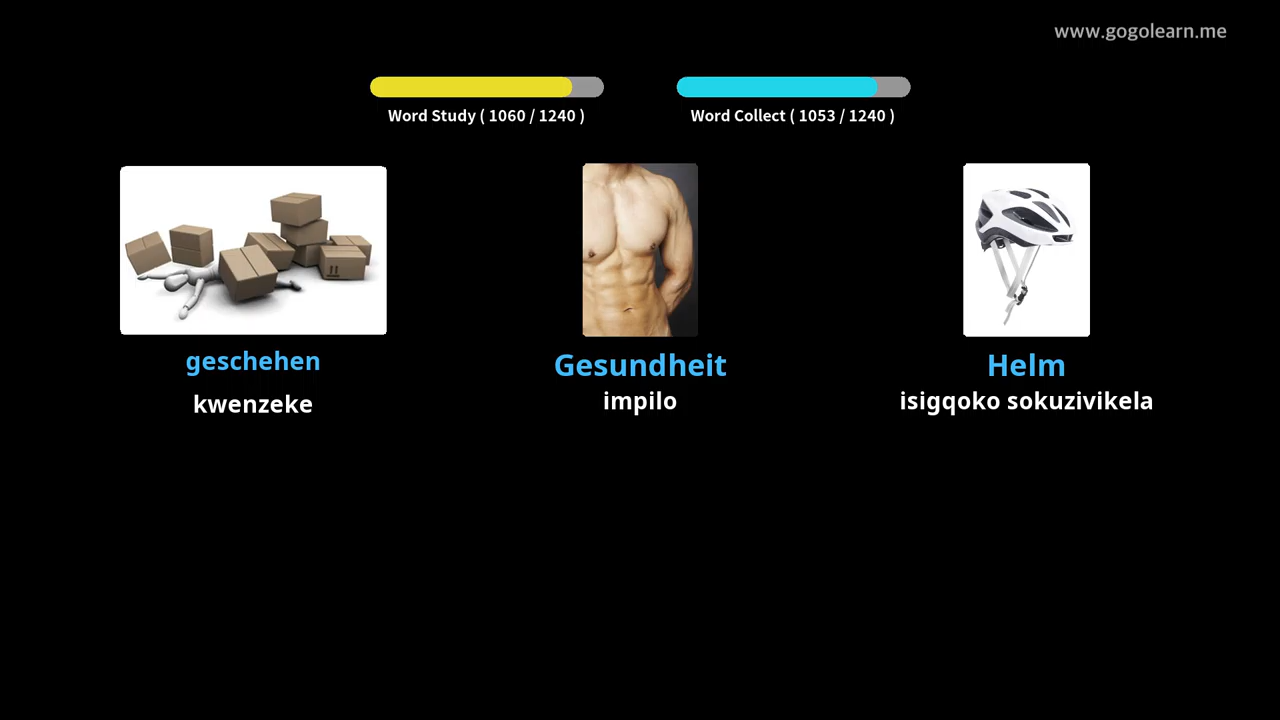 www.gogolearn.me
Word Study ( 1060 / 1240 )
Word Collect ( 1053 / 1240 )
geschehen
kwenzeke
Gesundheit
impilo
Helm
isigqoko sokuzivikela